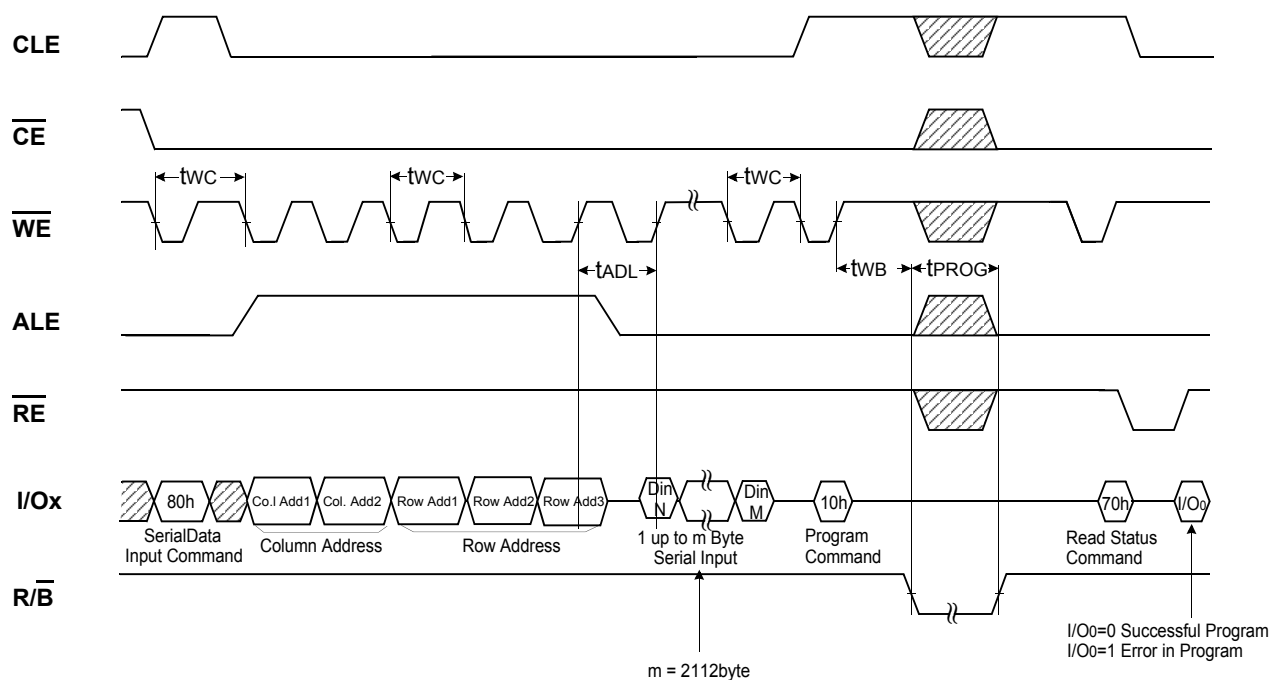 CLE
CE
tWC
tWC
tWC
WE
tADL
tWB
tPROG
ALE
RE
I/Ox
80h
Co.l Add1
Col. Add2
Row Add1
Row Add2
Row Add3
Din
N
Din
M
10h
70h
I/O0
SerialData
Input Command
Column Address
Row Address
1 up to m Byte
Serial Input
Program
Command
Read Status
Command
R/B
I/O0=0 Successful Program
I/O0=1 Error in Program
m = 2112byte